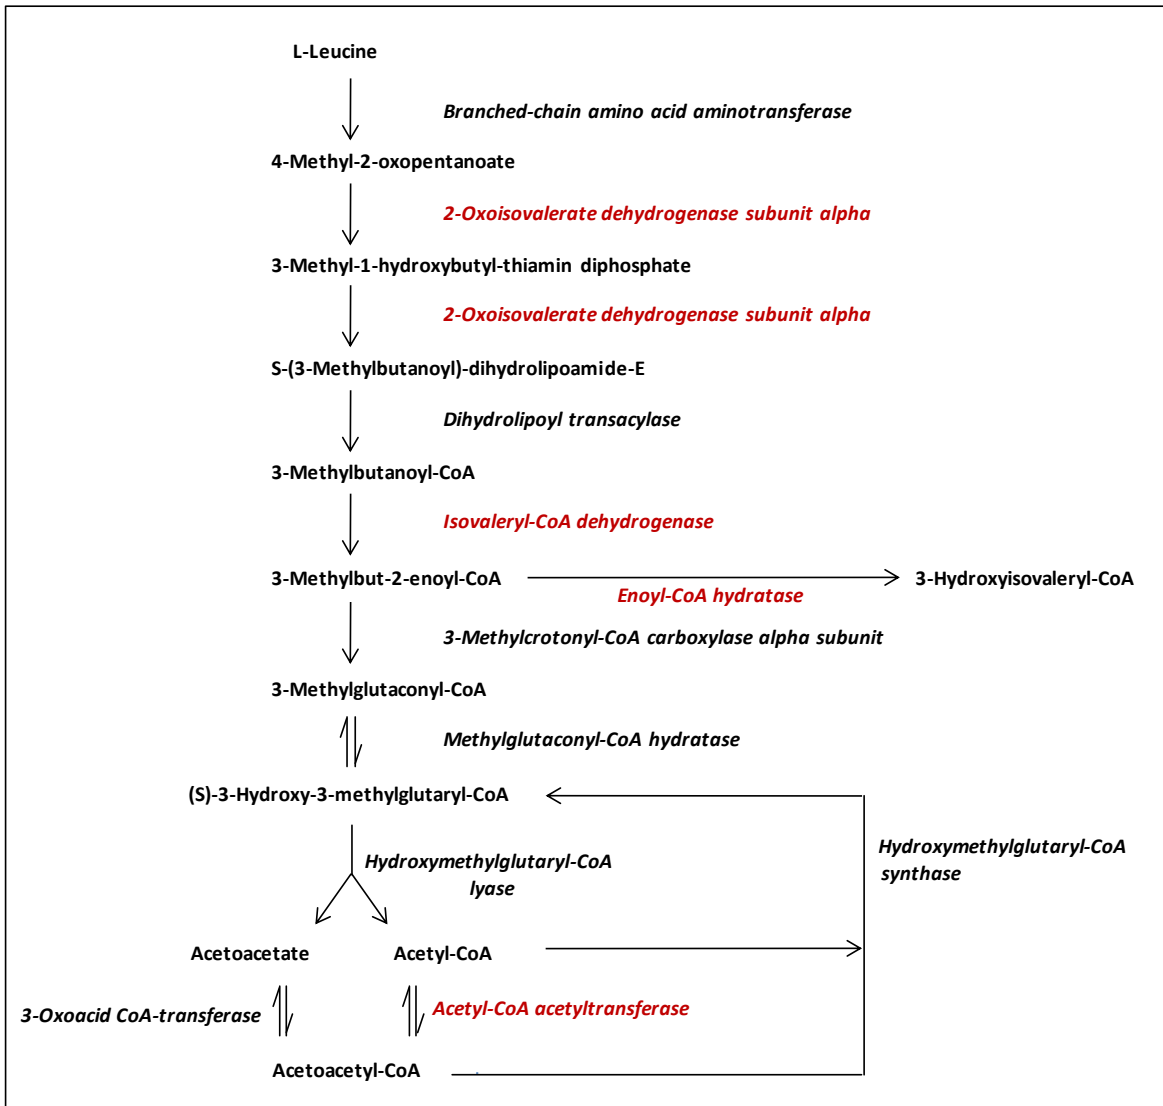 L-Leucine
Branched-chain amino acid aminotransferase
4-Methyl-2-oxopentanoate
2-Oxoisovalerate dehydrogenase subunit alpha
3-Methyl-1-hydroxybutyl-thiamin diphosphate
2-Oxoisovalerate dehydrogenase subunit alpha
S-(3-Methylbutanoyl)-dihydrolipoamide-E
Dihydrolipoyl transacylase
3-Methylbutanoyl-CoA
Isovaleryl-CoA dehydrogenase
3-Methylbut-2-enoyl-CoA
3-Hydroxyisovaleryl-CoA
Enoyl-CoA hydratase
3-Methylcrotonyl-CoA carboxylase alpha subunit
3-Methylglutaconyl-CoA
Methylglutaconyl-CoA hydratase
(S)-3-Hydroxy-3-methylglutaryl-CoA
Hydroxymethylglutaryl-CoA
lyase
Hydroxymethylglutaryl-CoA
synthase
Acetoacetate
Acetyl-CoA
3-Oxoacid CoA-transferase
Acetyl-CoA acetyltransferase
Acetoacetyl-CoA